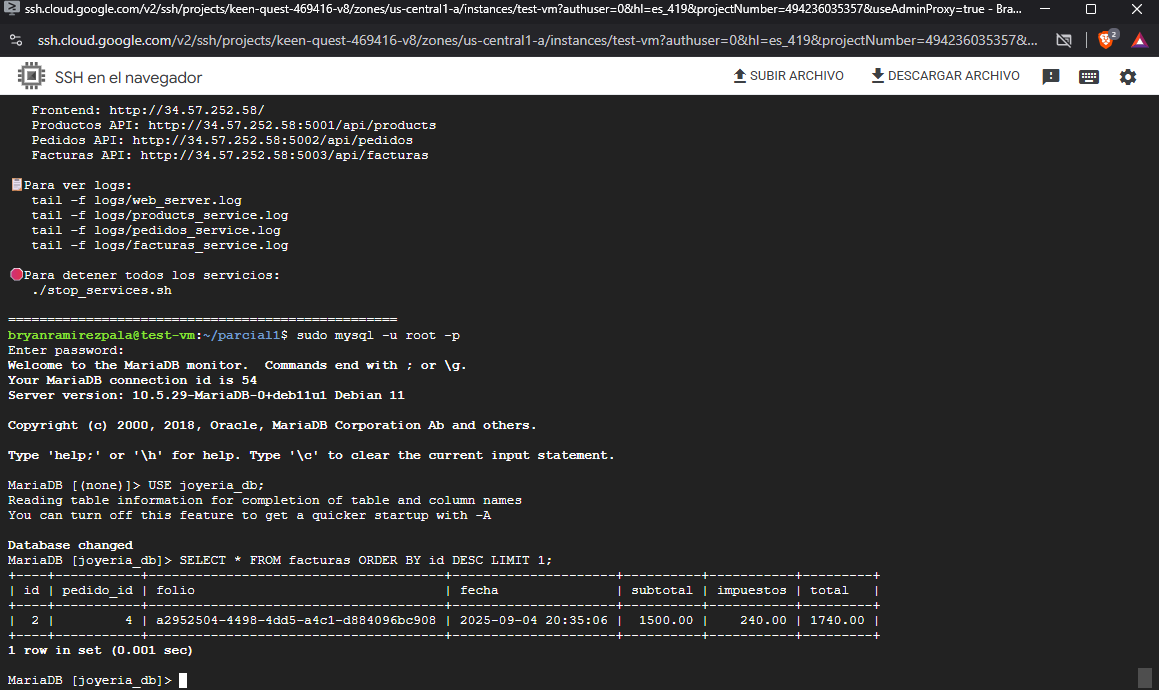 ssh.cloud.google.com/v2/ssh/projects/keen-quest-469416-v8/zones/us-central1-a/instances/test-vm?authuser=0&hl=es_419&projectNumber=494236035357&useAdminProxy=true - Bra...
ssh.cloud.google.com/v2/ssh/projects/keen-quest-469416-v8/zones/us-central1-a/instances/test-vm?authuser=0&hl=es_419&projectNumber=494236035357&...
2
SSH en el navegador
SUBIR ARCHIVO
DESCARGAR ARCHIVO
Frontend: http://34.57.252.58/
Productos API: http://34.57.252.58:5001/api/products
Pedidos API: http://34.57.252.58:5002/api/pedidos
Facturas API: http://34.57.252.58:5003/api/facturas
Para ver logs:
tail -f logs/web_server.log
tail -f logs/products_service.log
tail -f logs/pedidos_service.log
tail -f logs/facturas_service.log
Para detener todos los servicios:
./stop_services.sh
==================================================
bryanramirezpala@test-vm:~/parcial1$ sudo mysql -u root -p
Enter password:
Welcome to the MariaDB monitor.  Commands end with ; or \g.
Your MariaDB connection id is 54
Server version: 10.5.29-MariaDB-0+deb11u1 Debian 11
Copyright (c) 2000, 2018, Oracle, MariaDB Corporation Ab and others.
Type 'help;' or '\h' for help. Type '\c' to clear the current input statement.
MariaDB [(none)]> USE joyeria_db;
Reading table information for completion of table and column names
You can turn off this feature to get a quicker startup with -A
Database changed
MariaDB [joyeria_db]> SELECT * FROM facturas ORDER BY id DESC LIMIT 1;
+----+-----------+--------------------------------------+---------------------+----------+-----------+---------+
| id | pedido_id | folio                                | fecha               | subtotal | impuestos | total   |
+----+-----------+--------------------------------------+---------------------+----------+-----------+---------+
|  2 |         4 | a2952504-4498-4dd5-a4c1-d884096bc908 | 2025-09-04 20:35:06 |  1500.00 |    240.00 | 1740.00 |
+----+-----------+--------------------------------------+---------------------+----------+-----------+---------+
1 row in set (0.001 sec)
MariaDB [joyeria_db]>